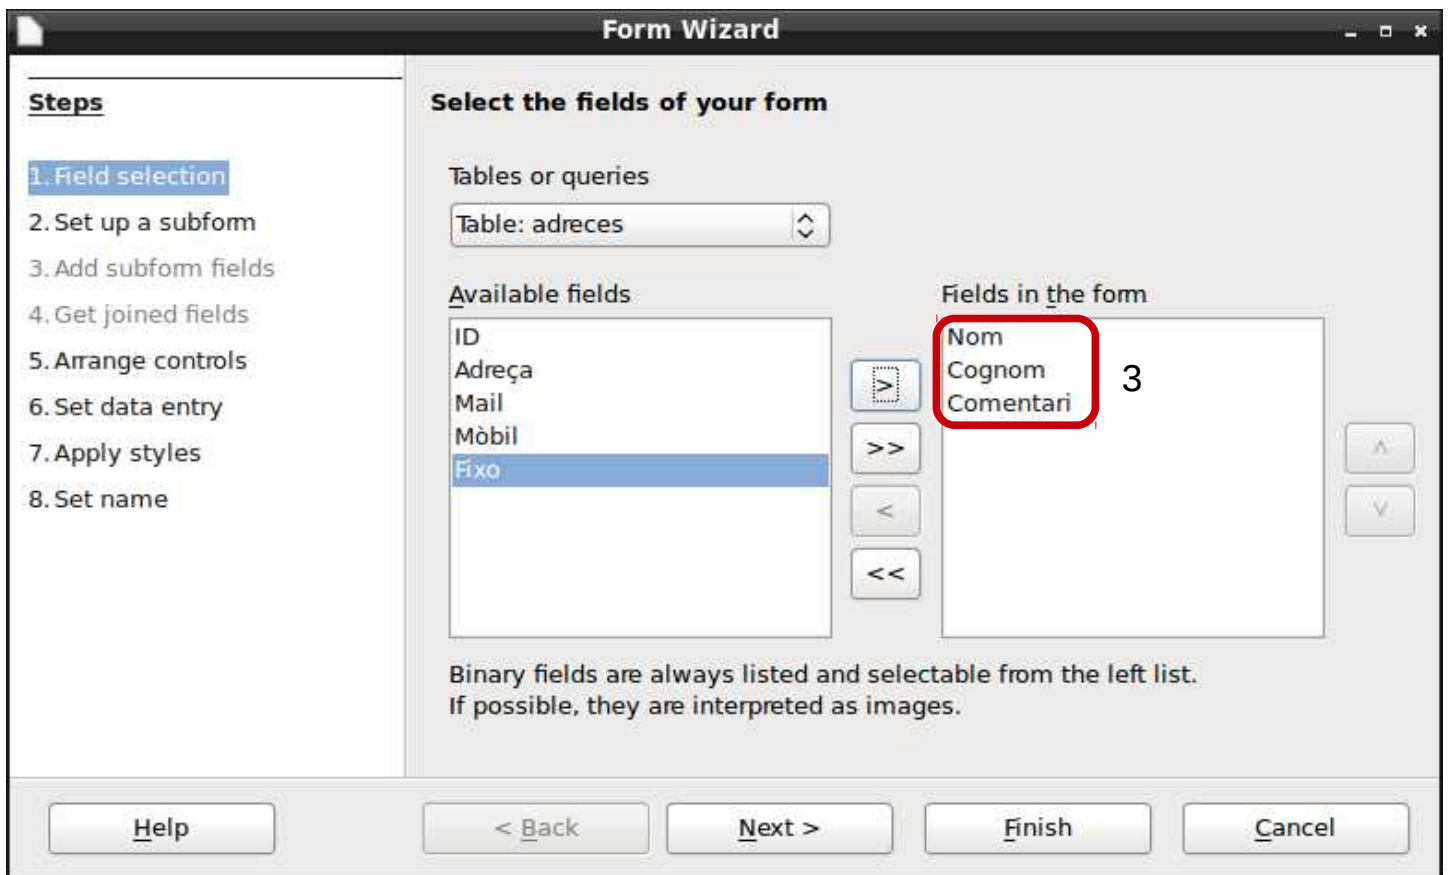 Form Wizard
Steps
1. Field selection
2. Set up a subform
3. Add subform fields
4. Get joined fields
5. Arrange controls
6. Set data entry
7. Apply styles
8. Set name
Select the fields of your form
Tables or queries
Table: adreces
Available fields
ID
Adreça
Mail
Mòbil
Fixo
>
>>
<
<<
Fields in the form
Nom
Cognom
Comentari
3
^
v
Binary fields are always listed and selectable from the left list.
If possible, they are interpreted as images.
Help
< Back
Next >
Finish
Cancel